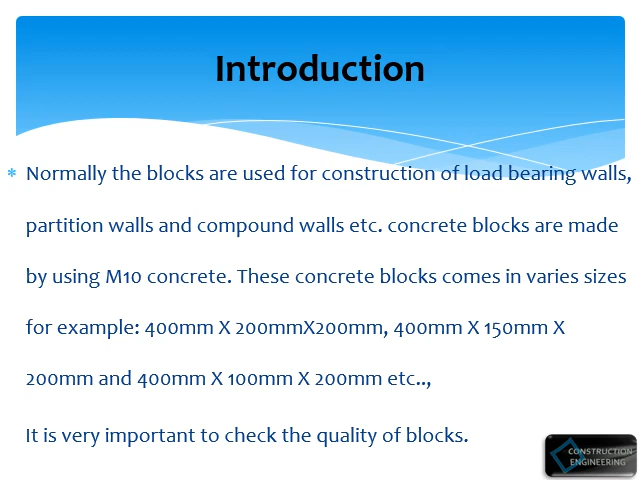 Introduction
Normally the blocks are used for construction of load bearing walls,
partition walls and compound walls etc. concrete blocks are made
by using M10 concrete. These concrete blocks comes in varies sizes
for example: 400mm X 200mmX200mm, 400mm X 150mm X
200mm and 400mm X 100mm X 200mm etc..,
It is very important to check the quality of blocks.
CONSTRUCTION
ENGINEERING